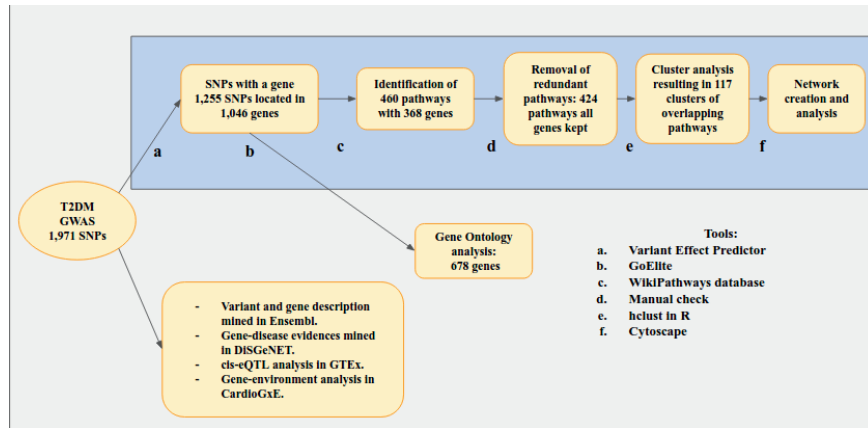 SNPs with a gene
1,255 SNPs located in
1,046 genes
Identification of
460 pathways
with 368 genes
Removal of
redundant
pathways: 424
pathways all
genes kept
Cluster analysis
resulting in 117
clusters of
overlapping
pathways
Network
creation and
analysis
a
b
c
d
e
f
T2DM
GWAS
1,971 SNPs
Gene Ontology
analysis:
678 genes
Tools:
a. Variant Effect Predictor
b. GoElite
c. WikiPathways database
d. Manual check
e. hclust in R
f. Cytoscape
- Variant and gene description
mined in Ensembl.
- Gene-disease evidences mined
in DiSGeNET.
- cis-eQTL analysis in GTEx.
- Gene-environment analysis in
CardioGxE.